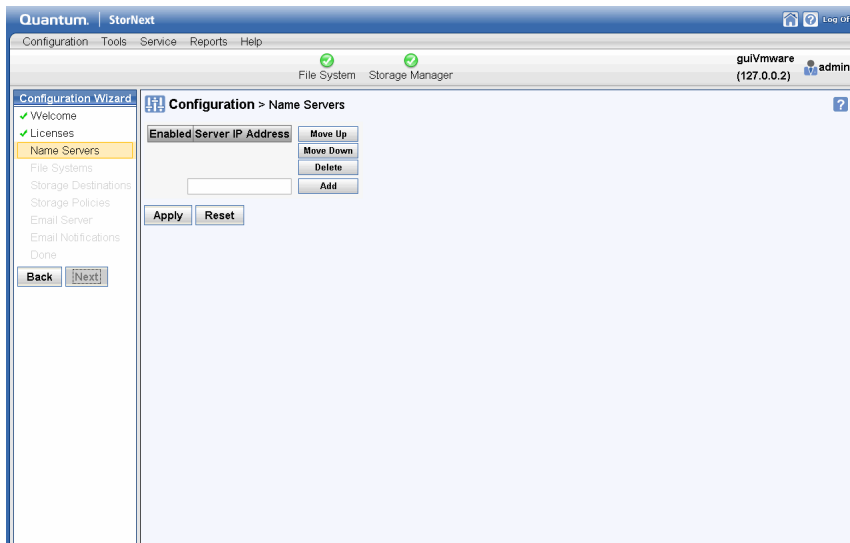 Quantum. StorNext
Log Of
Configuration Tools Service Reports Help
File System Storage Manager
guiVmware
(127.0.0.2)
admin
Configuration Wizard
Welcome
Licenses
Name Servers
File Systems
Storage Destinations
Storage Policies
Email Server
Email Notifications
Done
Back Next
Configuration > Name Servers
?
Enabled Server IP Address
Move Up
Move Down
Delete
Add
Apply Reset